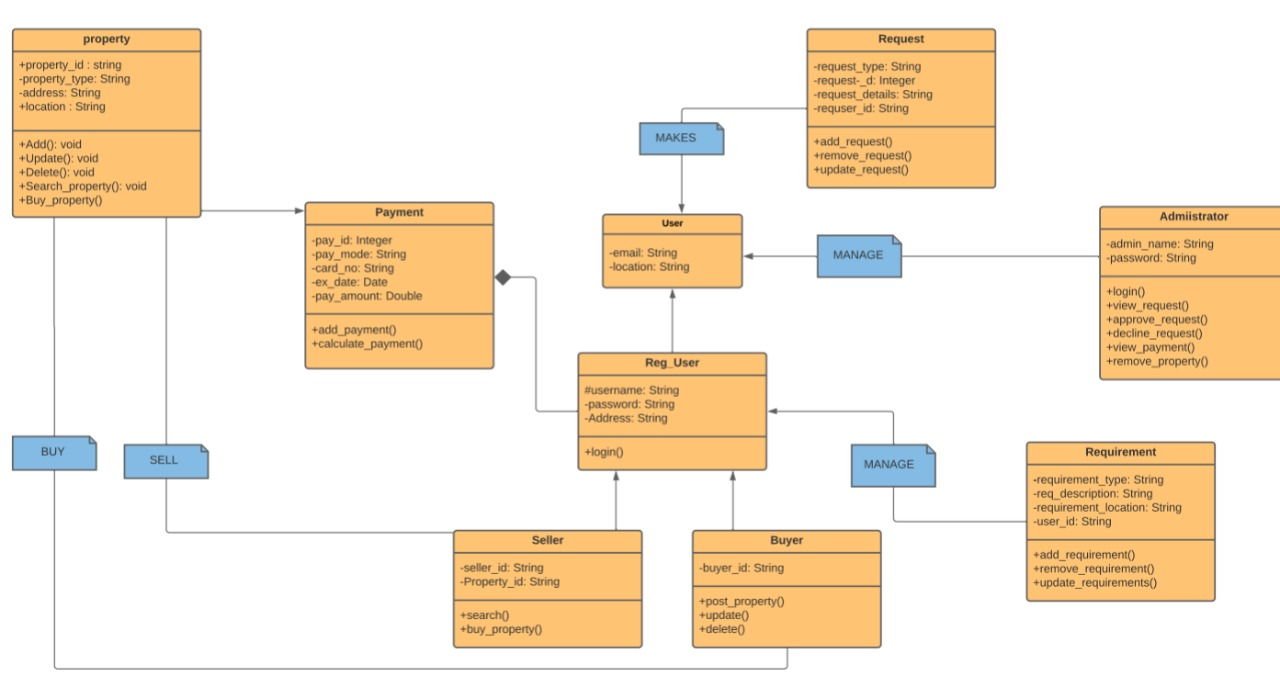 property
+property_id : string
-property_type: String
-address: String
+location : String
+Add(): void
+Update(): void
+Delete(): void
+Search_property(): void
+Buy_property()
Request
-request_type: String
-request-_d: Integer
-request_details: String
-requser_id: String
+add_request()
+remove_request()
+update_request()
MAKES
Payment
-pay_id: Integer
-pay_mode: String
-card_no: String
-ex_date: Date
-pay_amount: Double
+add_payment()
+calculate_payment()
User
-email: String
-location: String
MANAGE
Admiistrator
-admin_name: String
-password: String
+login()
+view_request()
+approve_request()
+decline_request()
+view_payment()
+remove_property()
Reg_User
#username: String
-password: String
-Address: String
+login()
BUY
SELL
MANAGE
Requirement
-requirement_type: String
-req_description: String
-requirement_location: String
-user_id: String
+add_requirement()
+remove_requirement()
+update_requirements()
Seller
-seller_id: String
-Property_id: String
+search()
+buy_property()
Buyer
-buyer_id: String
+post_property()
+update()
+delete()